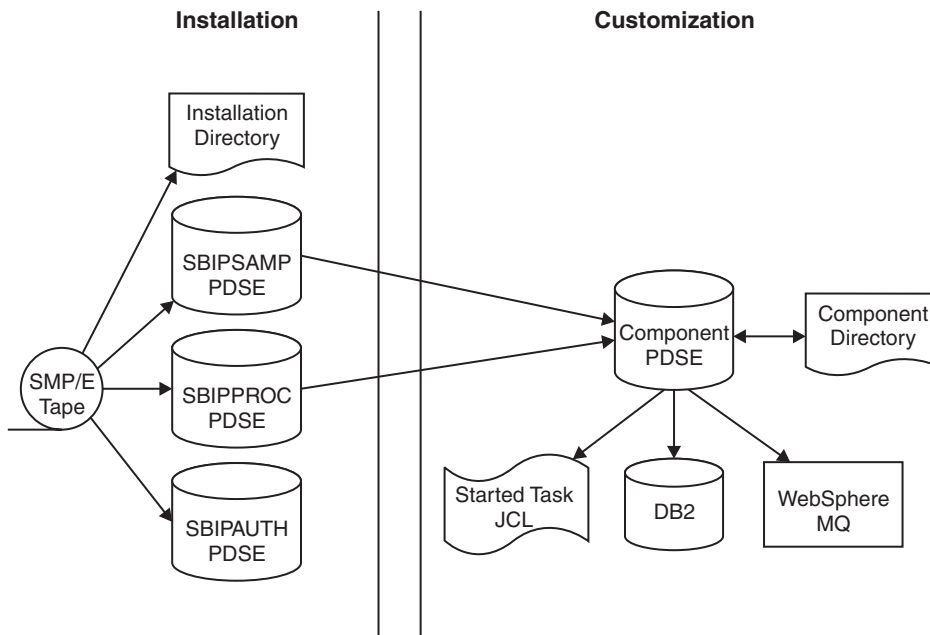 Installation
Customization
Installation
Directory
SBIPSAMP
PDSE
SMP/E
Tape
SBIPPROC
PDSE
SBIPAUTH
PDSE
Component
PDSE
Component
Directory
Started Task
JCL
DB2
WebSphere
MQ